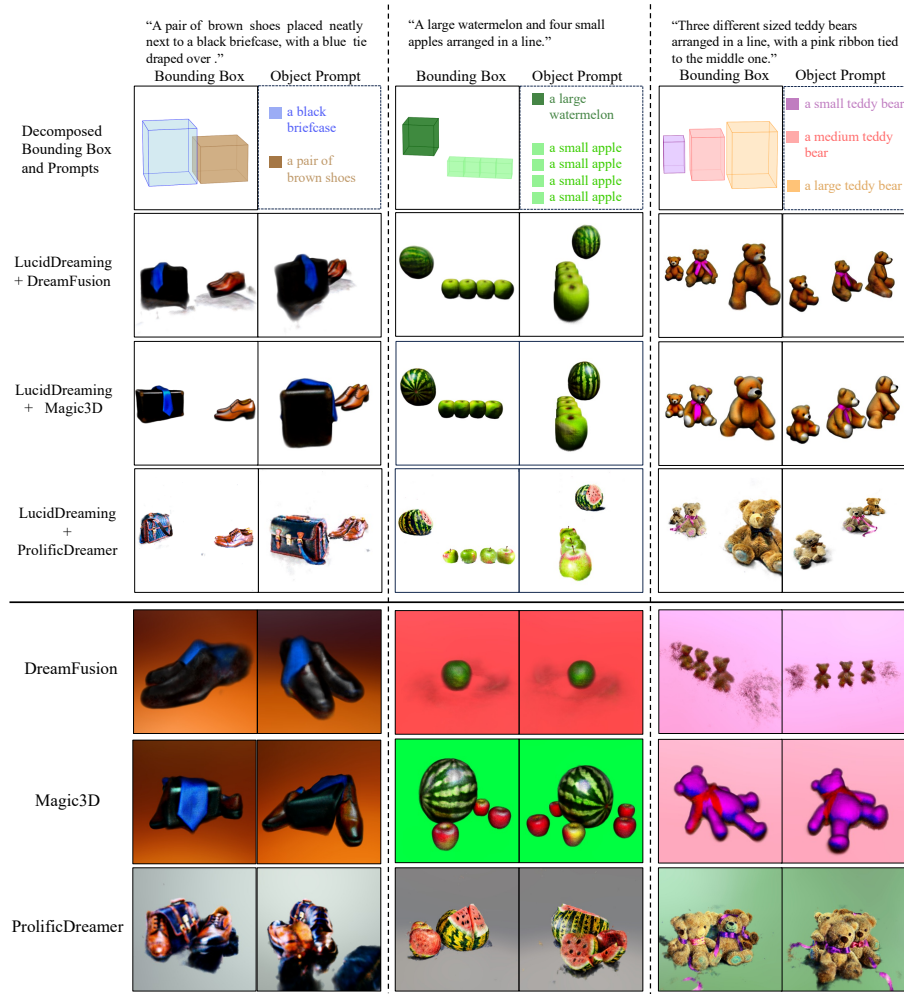 “A pair of brown shoes placed neatly
next to a black briefcase, with a blue tie
draped over .”
“A large watermelon and four small
apples arranged in a line.”
“Three different sized teddy bears
arranged in a line, with a pink ribbon tied
to the middle one.”
Bounding Box
Object Prompt
Bounding Box
Object Prompt
Bounding Box
Object Prompt
Decomposed
Bounding Box
and Prompts
a black
briefcase
a pair of
brown shoes
a large
watermelon
a small apple
a small apple
a small apple
a small apple
a small teddy bear
a medium teddy
bear
a large teddy bear
LucidDreaming
+ DreamFusion
LucidDreaming
+ Magic3D
LucidDreaming
+
ProlificDreamer
DreamFusion
Magic3D
ProlificDreamer